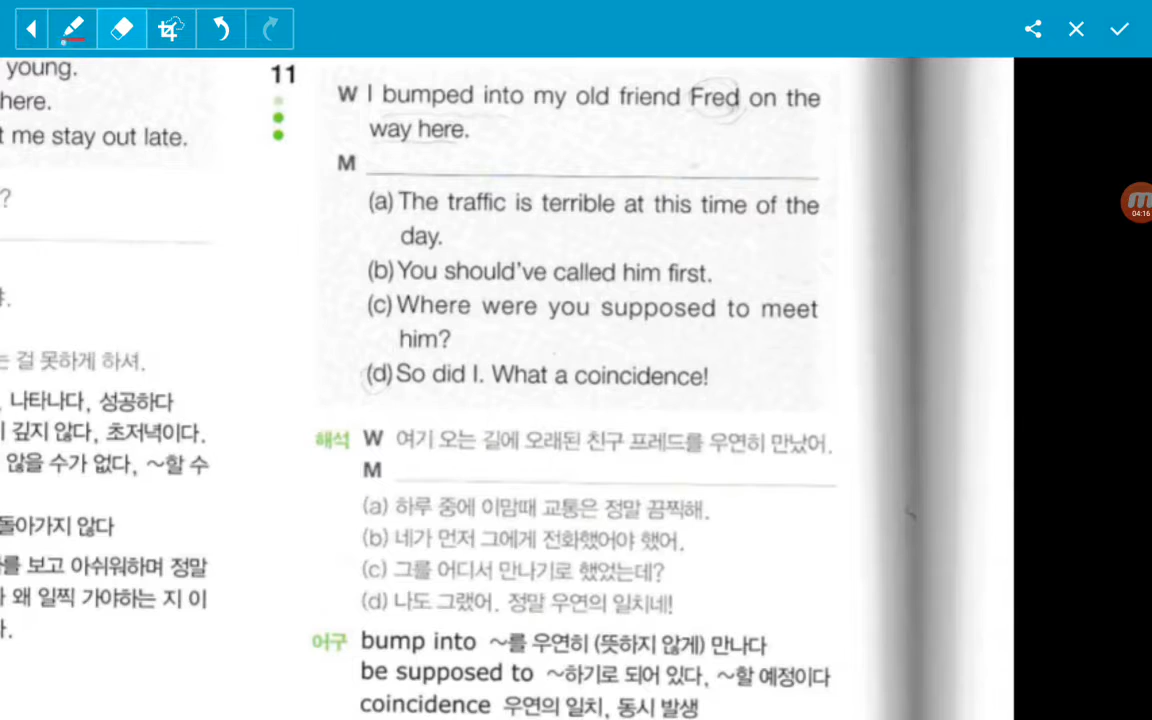 young.
here.
t me stay out late.
?
는 걸 못하게 하셔.
, 나타나다, 성공하다
깊지 않다, 초저녁이다.
않을 수가 없다, ~할 수
돌아가지 않다
를 보고 아쉬워하며 정말
왜 일찍 가야하는 지 이
다.
11
W I bumped into my old friend Fred on the
way here.
M
(a) The traffic is terrible at this time of the
day.
(b) You should've called him first.
(c) Where were you supposed to meet
him?
(d) So did I. What a coincidence!
해석 W 여기 오는 길에 오래된 친구 프레드를 우연히 만났어.
M
(a) 하루 중에 이맘때 교통은 정말 끔찍해.
(b) 네가 먼저 그에게 전화했어야 했어.
(c) 그를 어디서 만나기로 했었는데?
(d) 나도 그랬어. 정말 우연의 일치네!
어구 bump into ~를 우연히 (뜻하지 않게) 만나다
be supposed to ~하기로 되어 있다, ~할 예정이다
coincidence 우연의 일치, 동시 발생
04:16